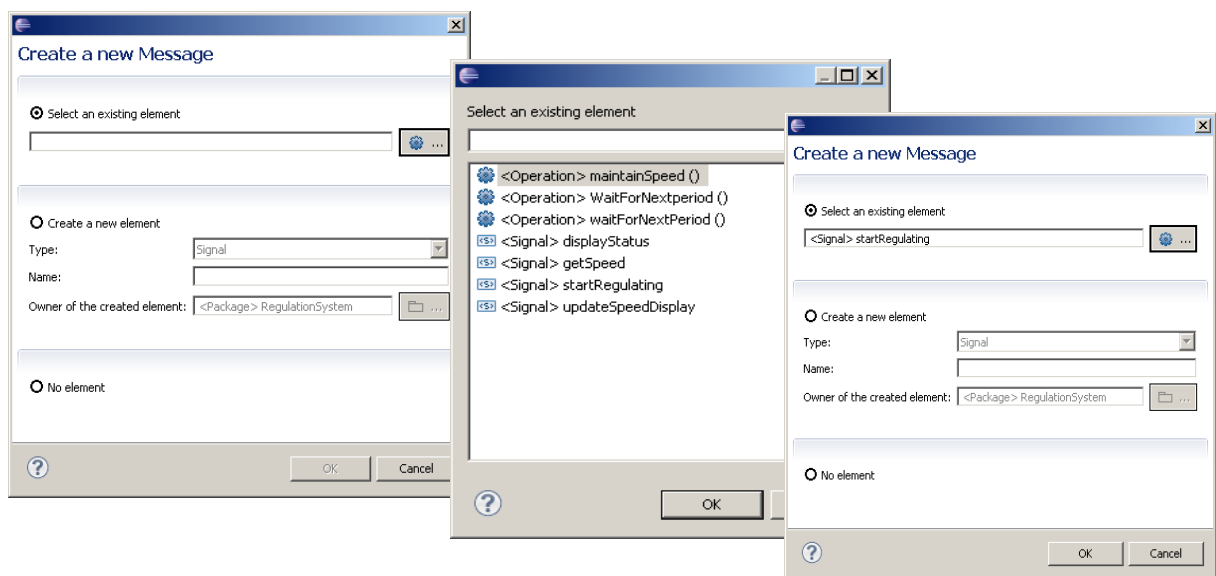 Create a new Message
Select an existing element
...
Create a new element
Type: Signal
Name:
Owner of the created element: <Package> RegulationSystem ...
No element
? OK Cancel
Select an existing element
<Operation> maintainSpeed ()
<Operation> WaitForNextperiod ()
<Operation> waitForNextPeriod ()
<S> <Signal> displayStatus
<S> <Signal> getSpeed
<S> <Signal> startRegulating
<S> <Signal> updateSpeedDisplay
? OK
Create a new Message
Select an existing element
<Signal> startRegulating ...
Create a new element
Type: Signal
Name:
Owner of the created element: <Package> RegulationSystem ...
No element
? OK Cancel